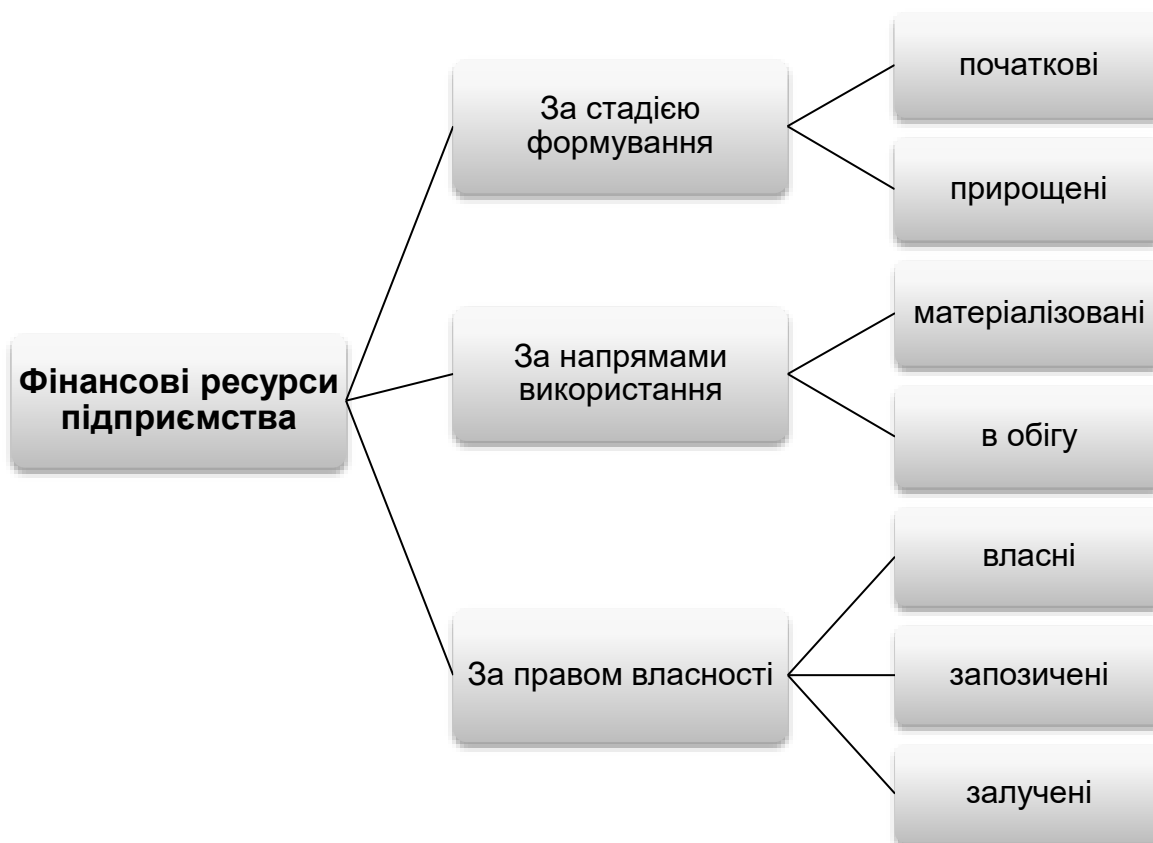 Фінансові ресурси
підприємства
За стадією
формування
початкові
прирощені
За напрямами
використання
матеріалізовані
в обігу
За правом власності
власні
запозичені
залучені